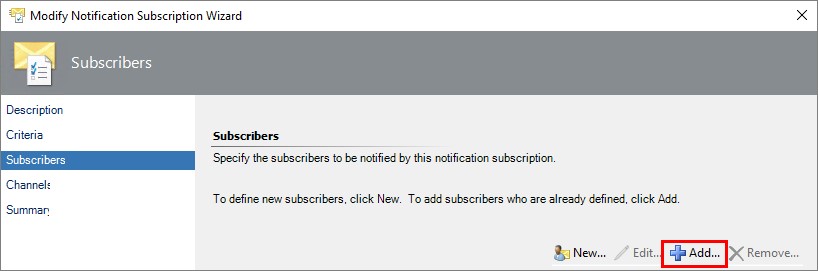 Modify Notification Subscription Wizard
Subscribers
Description
Criteria
Subscribers
Channels
Summary
Subscribers
Specify the subscribers to be notified by this notification subscription.
To define new subscribers, click New. To add subscribers who are already defined, click Add.
New... Edit... Add... Remove...